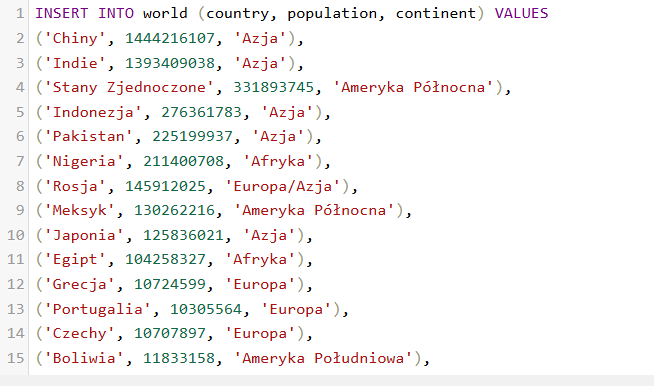 1 INSERT INTO world (country, population, continent) VALUES
2 ('Chiny', 1444216107, 'Azja'),
3 ('Indie', 1393409038, 'Azja'),
4 ('Stany Zjednoczone', 331893745, 'Ameryka Północna'),
5 ('Indonezja', 276361783, 'Azja'),
6 ('Pakistan', 225199937, 'Azja'),
7 ('Nigeria', 211400708, 'Afryka'),
8 ('Rosja', 145912025, 'Europa/Azja'),
9 ('Meksyk', 130262216, 'Ameryka Północna'),
10 ('Japonia', 125836021, 'Azja'),
11 ('Egipt', 104258327, 'Afryka'),
12 ('Grecja', 10724599, 'Europa'),
13 ('Portugalia', 10305564, 'Europa'),
14 ('Czechy', 10707897, 'Europa'),
15 ('Boliwia', 11833158, 'Ameryka Południowa'),